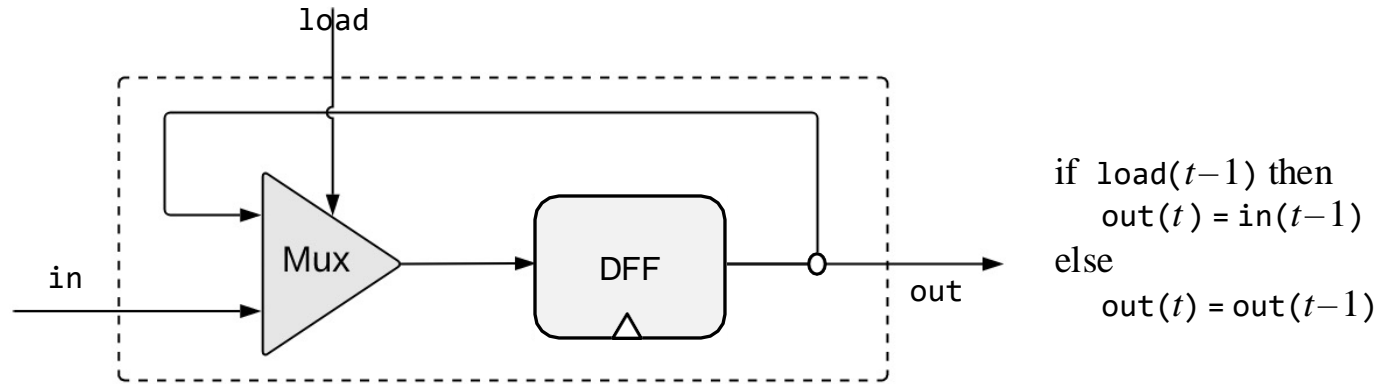 load
Mux
DFF
in
out
if load(t−1) then
out(t) = in(t−1)
else
out(t) = out(t−1)